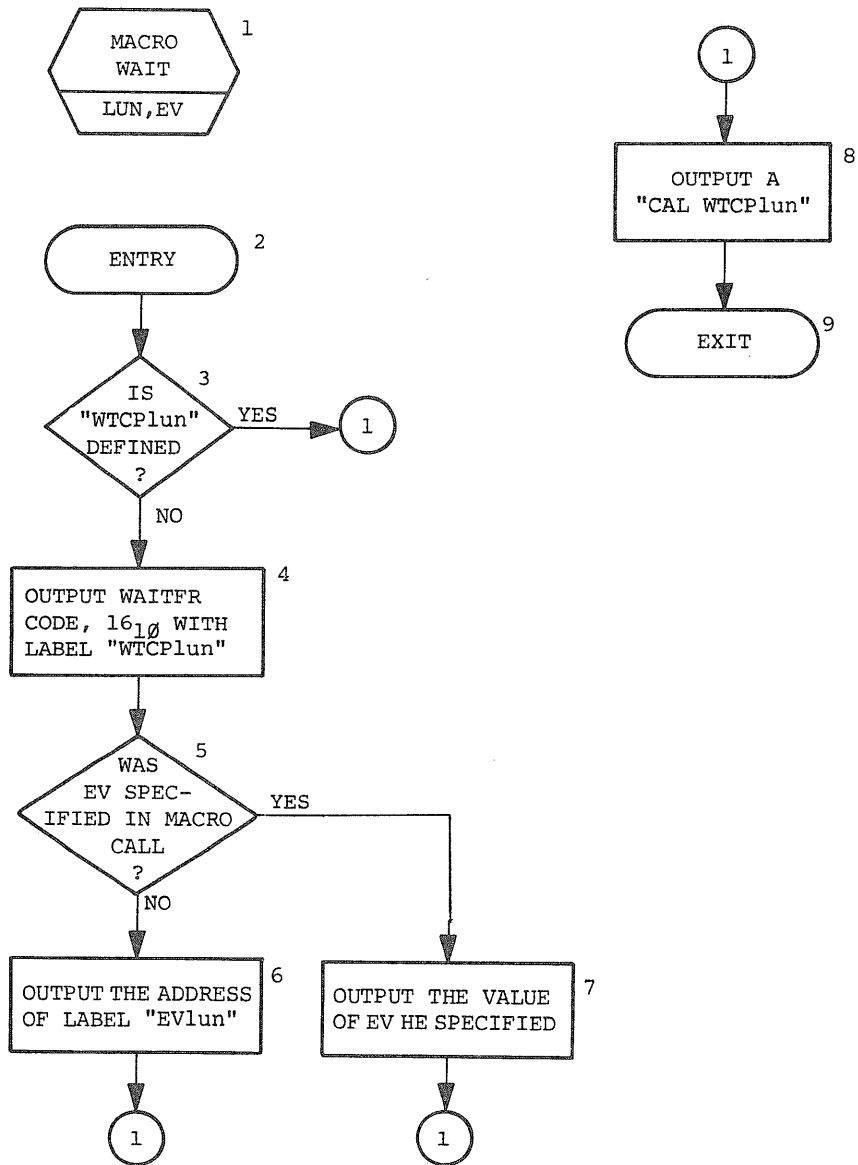 MACRO
WAIT
LUN,EV
1
ENTRY
2
IS
"WTCPlun"
DEFINED
?
3
YES
1
NO
OUTPUT WAITFR
CODE, 16₁Ø WITH
LABEL "WTCPlun"
4
WAS
EV SPEC-
IFIED IN MACRO
CALL
?
5
YES
NO
OUTPUT THE ADDRESS
OF LABEL "EVlun"
6
1
OUTPUT THE VALUE
OF EV HE SPECIFIED
7
1
1
OUTPUT A
"CAL WTCPlun"
8
EXIT
9